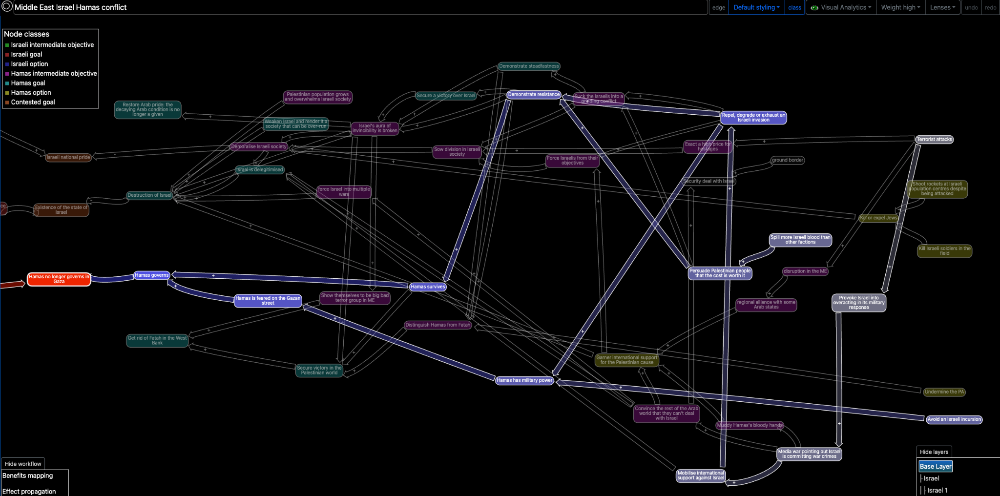 Middle East Israel Hamas conflict
edge
Default styling
class
Visual Analytics
Weight high
Lenses
undo
redo
Node classes
Israeli intermediate objective
Israeli goal
Israeli option
Hamas intermediate objective
Hamas goal
Hamas option
Contested goal
Demonstrate steadfastness
Palestinian population grows
and overwhelms Israeli society
Secure a victory over Israel
Demonstrate resistance
Suck the Israelis into a
grinding conflict
Restore Arab pride: the
decaying Arab condition is no
longer a given
Repel, degrade or exhaust an
Israeli invasion
Weaken Israel and render it a
society that can be over-run
Israel's aura of
invincibility is broken
Terrorist attacks
Demoralise Israeli society
Sow division in Israeli
society
Exact a high price for
hostages
Israeli national pride
Force Israelis from their
objectives
ground border
Israel is delegitimised
Security deal with Israel
Shoot rockets at Israeli
population centres despite
being attacked
force Israel into multiple
wars
Destruction of Israel
ce
Existence of the state of
Israel
Kill or expel Jews
Spill more Israeli blood than
other factions
Kill Israeli soldiers in the
field
Hamas no longer governs in
Gaza
Hamas governs
Persuade Palestinian people
that the cost is worth it
disruption in the ME
Hamas survives
Hamas is feared on the Gazan
street
Show themselves to be big bad
terror group in ME
regional alliance with some
Arab states
Provoke Israel into
overacting in its military
response
Distinguish Hamas from Fatah
Get rid of Fatah in the West
Bank
Garner international support
for the Palestinian cause
Secure victory in the
Palestinian world
Hamas has military power
Undermine the PA
Convince the rest of the Arab
world that they can't deal
with Israel
Avoid an Israeli incursion
Muddy Hamas's bloody hands
Media war pointing out Israel
is committing war crimes
Mobilise international
support against Israel
Hide workflow
Benefits mapping
Effect propagation
Hide layers
Base Layer
Israel
Israel 1